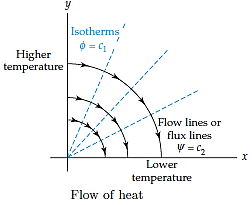 y
Isotherms
ϕ = c₁
Higher
temperature
Flow lines or
flux lines
Ψ = c₂
x
Lower
temperature
Flow of heat